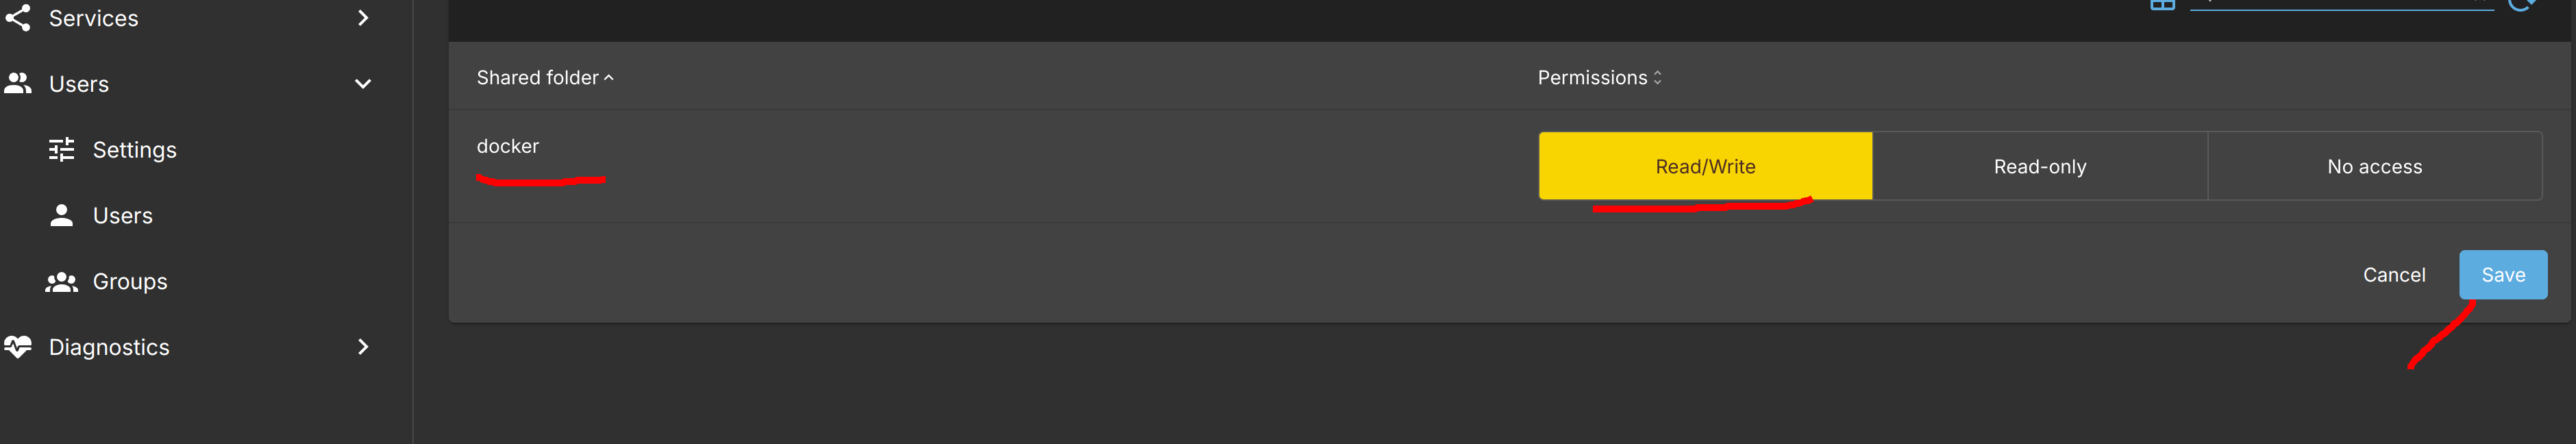 Services
Users
Settings
Users
Groups
Diagnostics
Shared folder
Permissions
docker
Read/Write
Read-only
No access
Cancel
Save